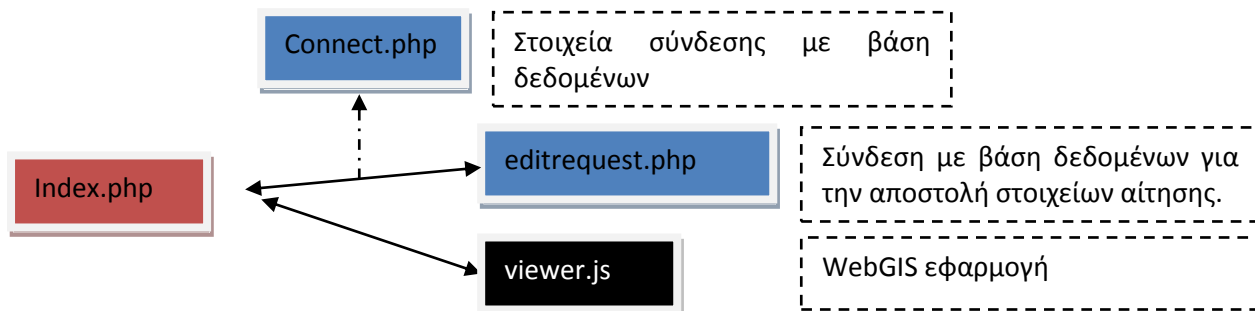 Connect.php
Στοιχεία σύνδεσης με βάση
δεδομένων
Index.php
editrequest.php
Σύνδεση με βάση δεδομένων για
την αποστολή στοιχείων αίτησης.
viewer.js
WebGIS εφαρμογή